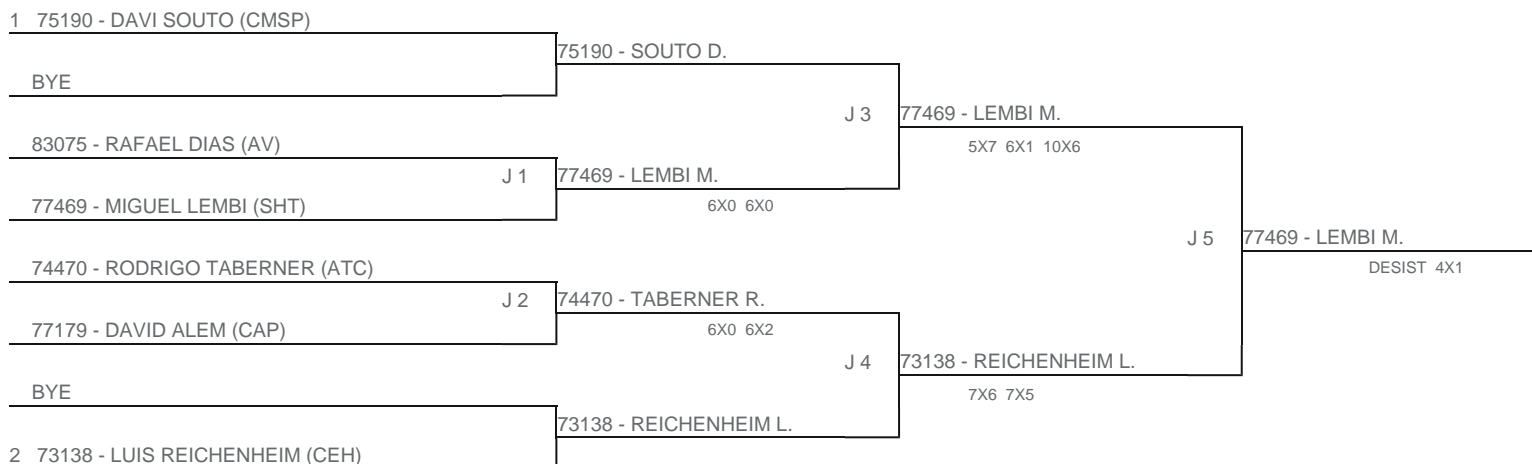 1 75190 - DAVI SOUTO (CMSP)
75190 - SOUTO D.
BYE
J 3
77469 - LEMBI M.
5X7 6X1 10X6
83075 - RAFAEL DIAS (AV)
J 1
77469 - LEMBI M.
6X0 6X0
77469 - MIGUEL LEMBI (SHT)
J 5
77469 - LEMBI M.
DESIST 4X1
74470 - RODRIGO TABERNER (ATC)
J 2
74470 - TABERNER R.
6X0 6X2
77179 - DAVID ALEM (CAP)
J 4
73138 - REICHENHEIM L.
7X6 7X5
BYE
73138 - REICHENHEIM L.
2 73138 - LUIS REICHENHEIM (CEH)